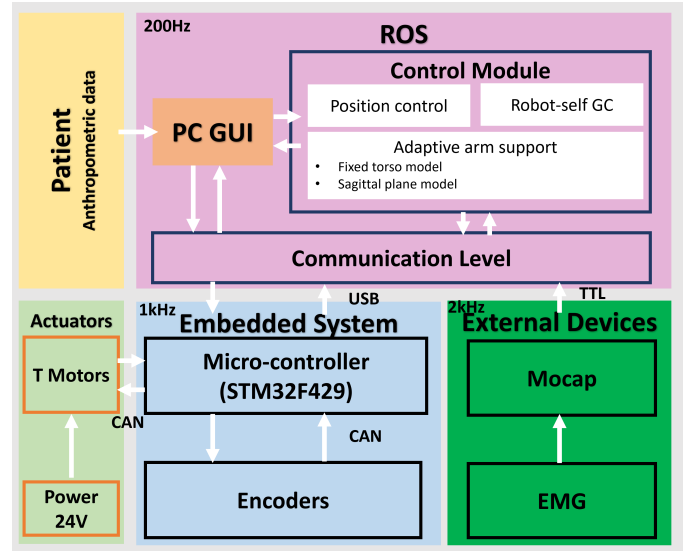 200Hz
ROS
Patient
Anthropometric data
PC GUI
Control Module
Position control
Robot-self GC
Adaptive arm support
• Fixed torso model
• Sagittal plane model
Communication Level
USB
TTL
Actuators
T Motors
CAN
Power
24V
1kHz
Embedded System
Micro-controller
(STM32F429)
CAN
Encoders
2kHz
External Devices
Mocap
EMG